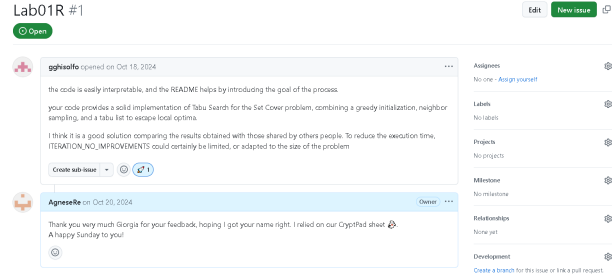 Lab01R #1
Edit
New issue
Open
gghisolfo opened on Oct 18, 2024
the code is easily interpretable, and the README helps by introducing the goal of the process.
your code provides a solid implementation of Tabu Search for the Set Cover problem, combining a greedy initialization, neighbor
sampling, and a tabu list to escape local optima.
I think it is a good solution comparing the results obtained with those shared by others people. To reduce the execution time,
ITERATION_NO_IMPROVEMENTS could certainly be limited, or adapted to the size of the problem
Create sub-issue
1
AgneseRe on Oct 20, 2024
Owner
Thank you very much Giorgia for your feedback, hoping I got your name right. I relied on our CryptPad sheet
A happy Sunday to you!
Assignees
No one - Assign yourself
Labels
No labels
Projects
No projects
Milestone
No milestone
Relationships
None yet
Development
Create a branch for this issue or link a pull request.